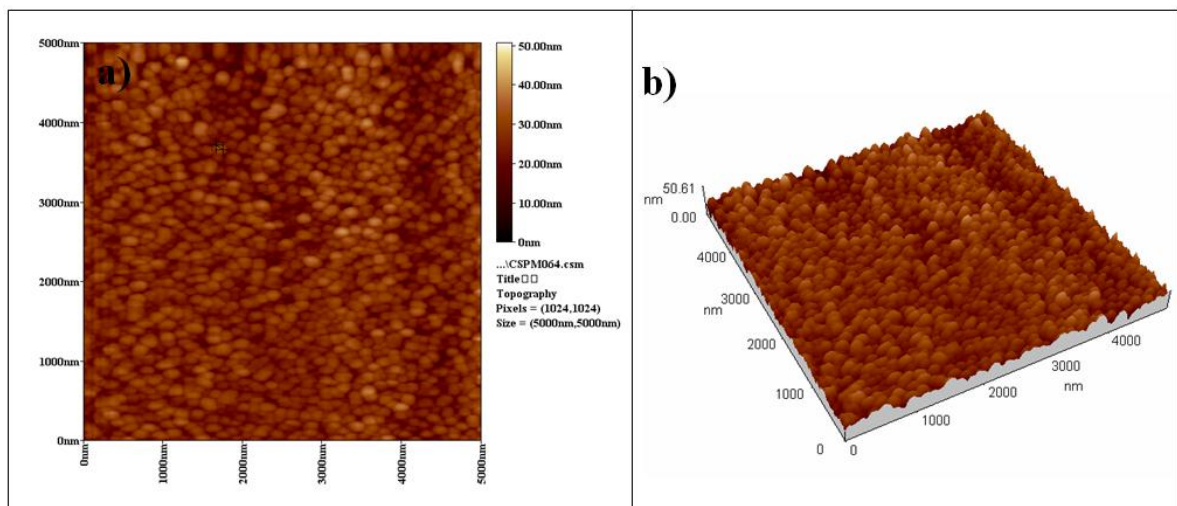 a)
5000nm
4000nm
3000nm
2000nm
1000nm
0nm
0nm
1000nm
2000nm
3000nm
4000nm
5000nm
50.00nm
40.00nm
30.00nm
20.00nm
10.00nm
0nm
...\CSPM064.csm
Title□□
Topography
Pixels = (1024,1024)
Size = (5000nm,5000nm)
b)
50.61
nm
0.00
4000
3000
nm
2000
1000
0
0
1000
2000
3000
nm
4000